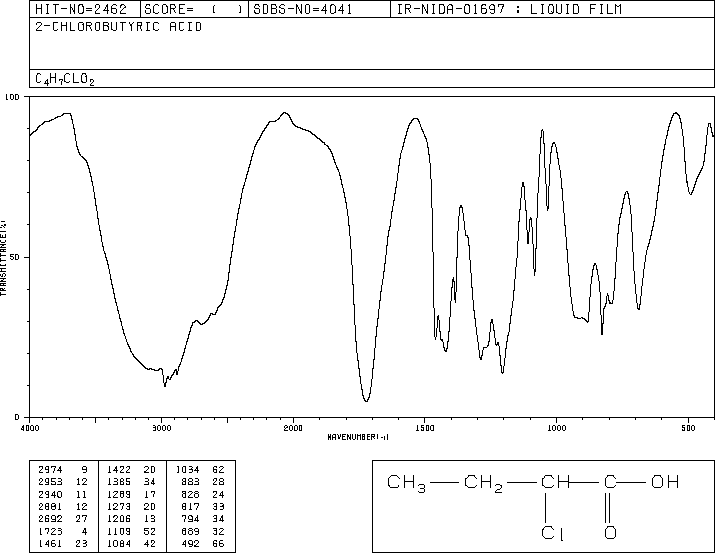 HIT-NO=2462 SCORE= ( ) SDBS-NO=4041 IR-NIDA-01697 : LIQUID FILM
2-CHLOROBUTYRIC ACID
C4H7CLO2
100
50
0
TRANSMITTANCE(%)
4000 3000 2000 1500 1000 500
WAVENUMBER(-1)
2974 9 1422 20 1034 62
2953 12 1385 34 883 28
2940 11 1289 17 828 24
2881 12 1273 20 817 33
2692 27 1206 13 794 34
1723 4 1109 52 689 32
1461 23 1084 42 492 66
CH3 CH2 CH C OH
Cl O